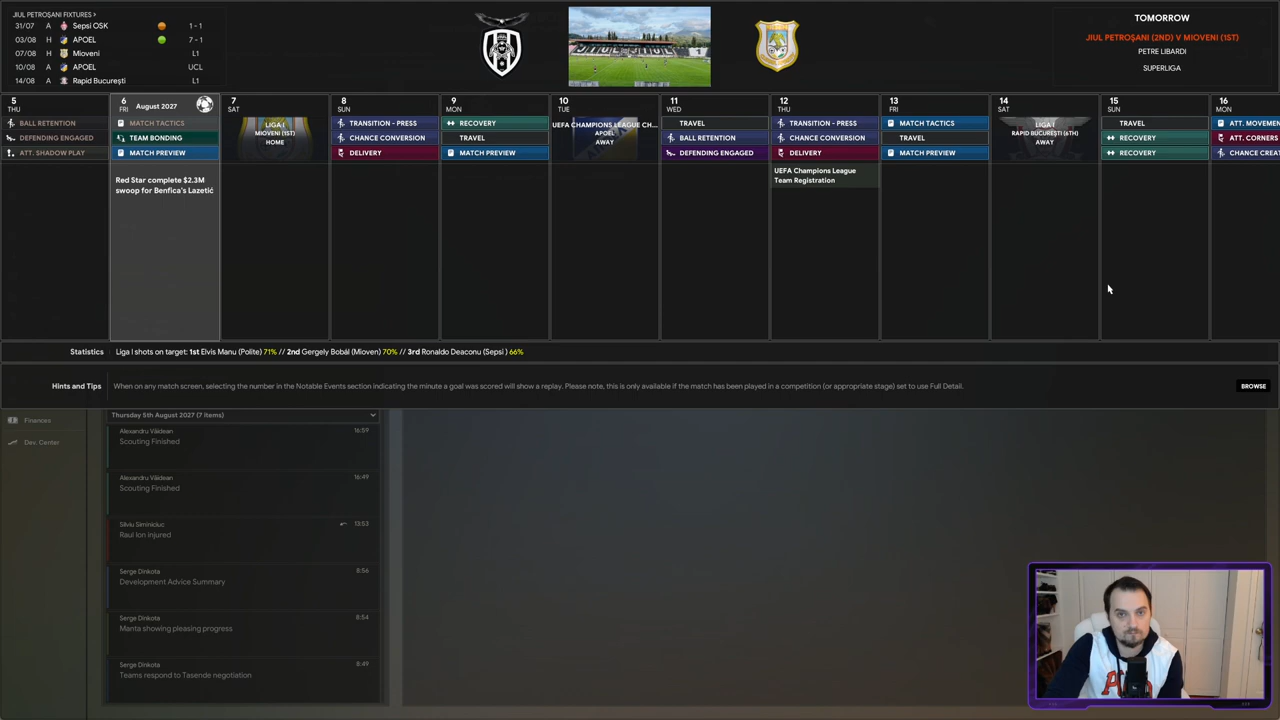 JIUL PETROȘANI FIXTURES >
31/07 A Sepsi OSK 1 - 1
03/08 H APOEL 7 - 1
07/08 H Mioveni L1
10/08 A APOEL UCL
14/08 A Rapid București L1
TOMORROW
JIUL PETROȘANI (2ND) V MIOVENI (1ST)
PETRE LIBARDI
SUPERLIGA
5 THU
BALL RETENTION
DEFENDING ENGAGED
ATT. SHADOW PLAY
6 FRI August 2027
MATCH TACTICS
TEAM BONDING
MATCH PREVIEW
Red Star complete $2.3M
swoop for Benfica's Lazetić
7 SAT
LIGA I
MIOVENI (1ST)
HOME
8 SUN
TRANSITION - PRESS
CHANCE CONVERSION
DELIVERY
9 MON
RECOVERY
TRAVEL
MATCH PREVIEW
10 TUE
UEFA CHAMPIONS LEAGUE CH...
APOEL
AWAY
11 WED
TRAVEL
BALL RETENTION
DEFENDING ENGAGED
12 THU
TRANSITION - PRESS
CHANCE CONVERSION
DELIVERY
UEFA Champions League
Team Registration
13 FRI
MATCH TACTICS
TRAVEL
MATCH PREVIEW
14 SAT
LIGA I
RAPID BUCUREȘTI (6TH)
AWAY
15 SUN
TRAVEL
RECOVERY
RECOVERY
16 MON
ATT. MOVEMEN
ATT. CORNERS
CHANCE CREAT
Statistics Liga I shots on target: 1st Elvis Manu (Polite) 71% // 2nd Gergely Bobál (Mioven) 70% // 3rd Ronaldo Deaconu (Sepsi ) 66%
Hints and Tips When on any match screen, selecting the number in the Notable Events section indicating the minute a goal was scored will show a replay. Please note, this is only available if the match has been played in a competition (or appropriate stage) set to use Full Detail. BROWSE
Finances
Dev. Center
Thursday 5th August 2027 (7 Items)
Alexandru Vădean 16:59
Scouting Finished
Alexandru Vădean 16:49
Scouting Finished
Silviu Siminiciuc 13:53
Raul Ion injured
Serge Dinkota 8:56
Development Advice Summary
Serge Dinkota 8:54
Manta showing pleasing progress
Serge Dinkota 8:49
Teams respond to Tasende negotiation